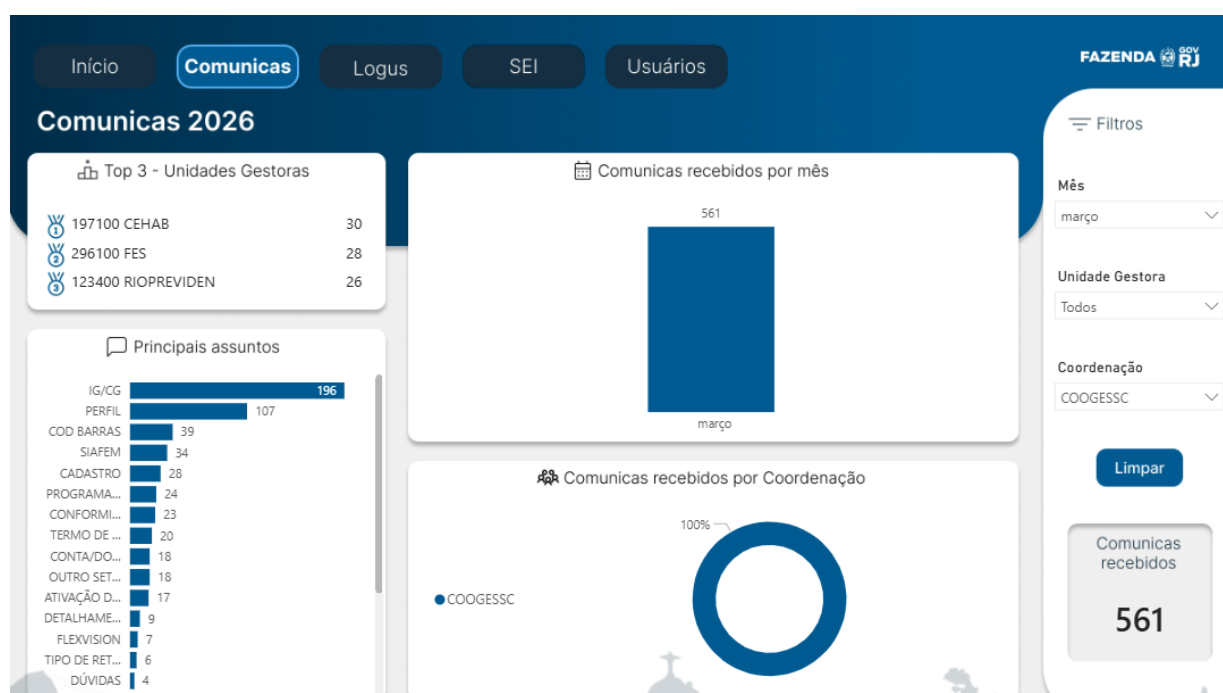 Início
Comunicas
Logus
SEI
Usuários
FAZENDA GOV RJ
Comunicas 2026
Top 3 - Unidades Gestoras
1 197100 CEHAB 30
2 296100 FES 28
3 123400 RIOPREVIDEN 26
Principais assuntos
IG/CG 196
PERFIL 107
COD BARRAS 39
SIAFEM 34
CADASTRO 28
PROGRAMA... 24
CONFORMI... 23
TERMO DE ... 20
CONTA/DO... 18
OUTRO SET... 18
ATIVAÇÃO D... 17
DETALHAME... 9
FLEXVISION 7
TIPO DE RET... 6
DÚVIDAS 4
Comunicas recebidos por mês
561
março
Comunicas recebidos por Coordenação
100%
COOGESSC
Filtros
Mês
março
Unidade Gestora
Todos
Coordenação
COOGESSC
Limpar
Comunicas
recebidos
561